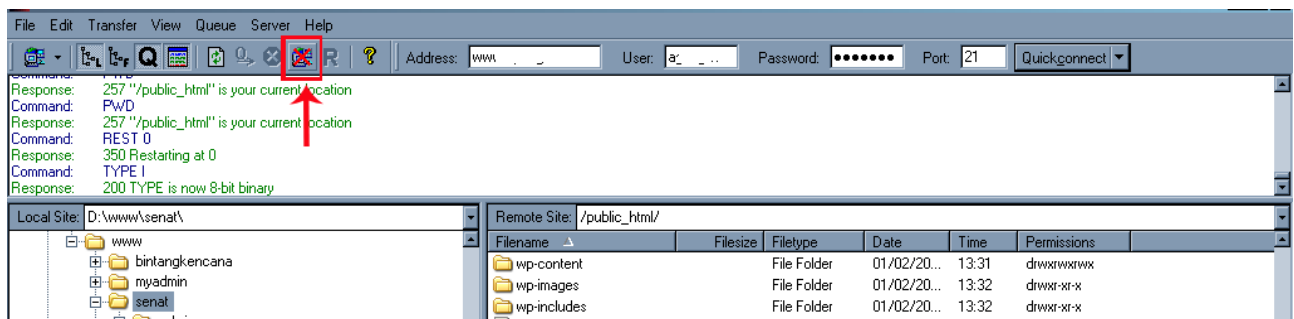 File Edit Transfer View Queue Server Help
Address: User: Password: ●●●●●●● Port: 21 Quickconnect
Command: PWD
Response: 257 "/public_html" is your current location
Command: PWD
Response: 257 "/public_html" is your current location
Command: REST 0
Response: 350 Restarting at 0
Command: TYPE I
Response: 200 TYPE is now 8-bit binary
Local Site: D:\www\senat\ Remote Site: /public_html/
www Filename Filesize Filetype Date Time Permissions
bintangkencana wp-content File Folder 01/02/20... 13:31 drwxrwxrwx
myadmin wp-images File Folder 01/02/20... 13:32 drwxr-xr-x
senat wp-includes File Folder 01/02/20... 13:32 drwxr-xr-x